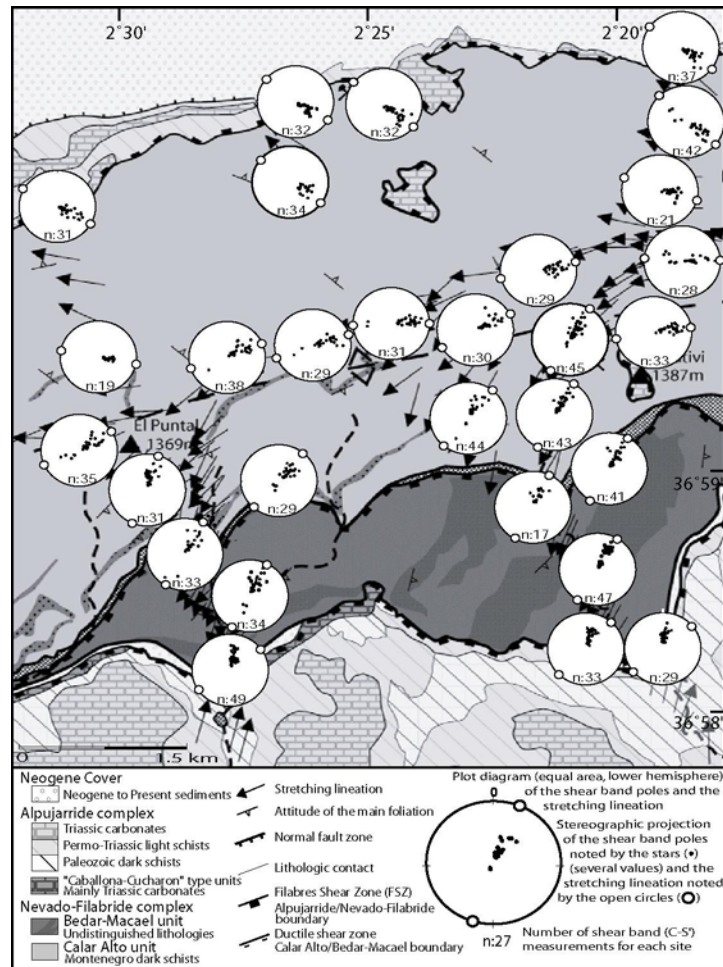 2°30' 2°25' 2°20'
n:37
n:32 n:32
n:42
n:34
n:21
n:31
n:28
n:29
n:31 n:30 n:33
n:29
n:19 n:38 n:45
1387m
El Puntal
1369m
n:44 n:43
n:35
36°59'
n:31 n:29 n:41
n:17
n:33
n:47
n:34
n:33 n:29
n:49
36°58'
0 1.5 km
Neogene Cover
Neogene to Present sediments
Alpujarride complex
Triassic carbonates
Permo-Triassic light schists
Paleozoic dark schists
"Caballona-Cucharon" type units
Mainly Triassic carbonates
Nevado-Filabride complex
Bedar-Macael unit
Undistinguished lithologies
Calar Alto unit
Montenegro dark schists
Stretching lineation
Attitude of the main foliation
Normal fault zone
Lithologic contact
Filabres Shear Zone (FSZ)
Alpujarride/Nevado-Filabride
boundary
Ductile shear zone
Calar Alto/Bedar-Macael boundary
Plot diagram (equal area, lower hemisphere)
of the shear band poles and the
stretching lineation
0
Stereographic projection
of the shear band poles
noted by the stars (•)
(several values) and the
stretching lineation noted
by the open circles (O)
n:27
Number of shear band (C-S')
measurements for each site